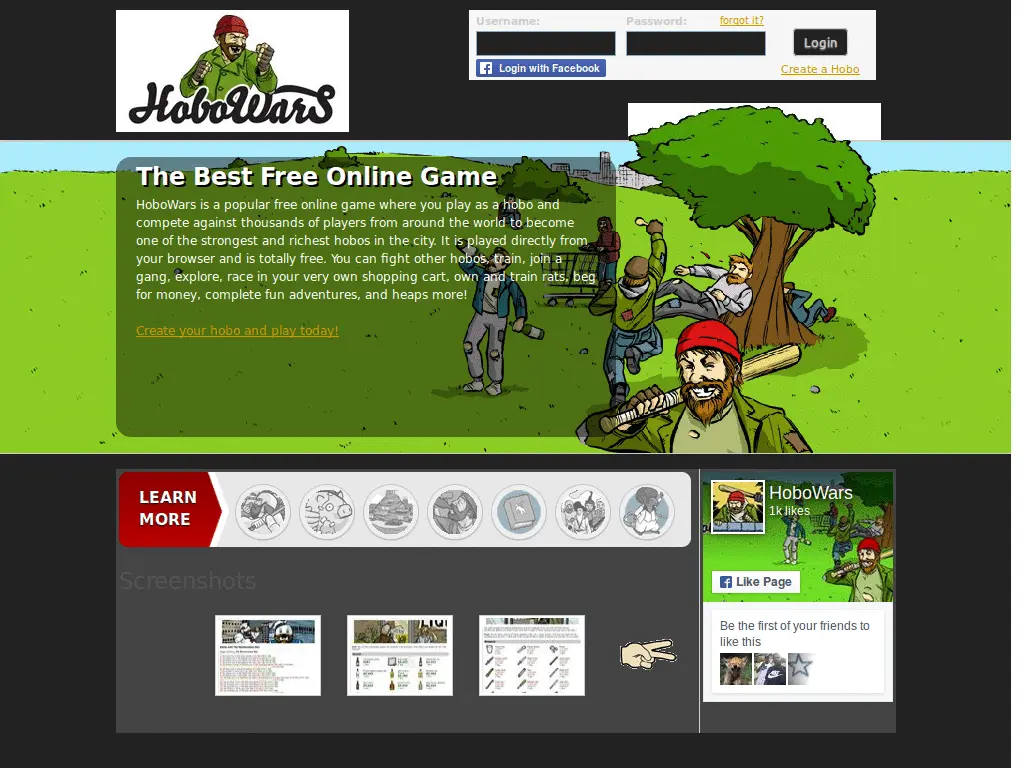 HoboWars
Username:
Password:
forgot it?
Login
Login with Facebook
Create a Hobo
The Best Free Online Game
HoboWars is a popular free online game where you play as a hobo and
compete against thousands of players from around the world to become
one of the strongest and richest hobos in the city. It is played directly from
your browser and is totally free. You can fight other hobos, train, join a
gang, explore, race in your very own shopping cart, own and train rats, beg
for money, complete fun adventures, and heaps more!
Create your hobo and play today!
LEARN
MORE
HoboWars
1k likes
Like Page
Be the first of your friends to
like this
Screenshots